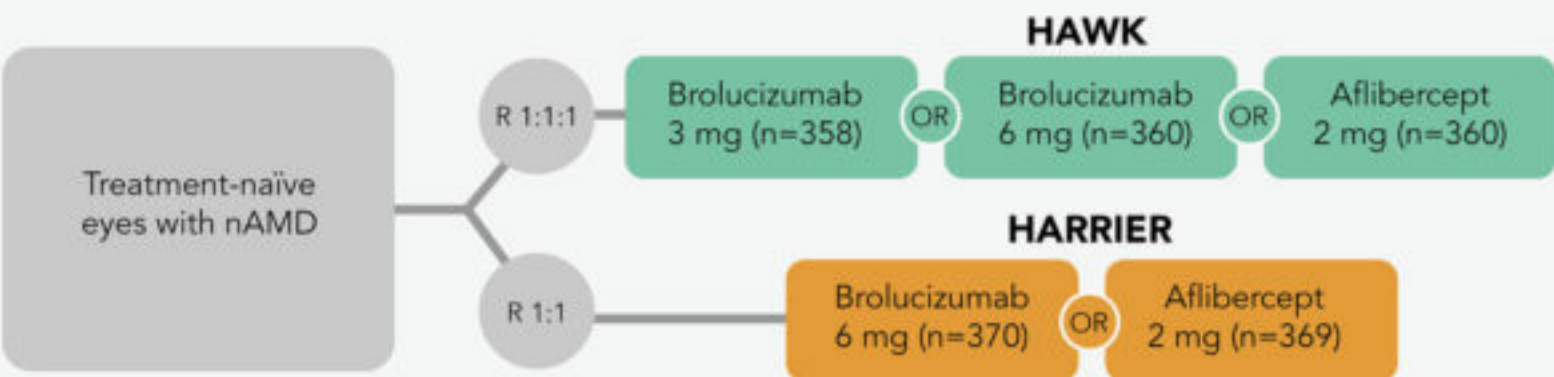 Treatment-naïve
eyes with nAMD
R 1:1:1
HAWK
Brolucizumab
3 mg (n=358)
OR
Brolucizumab
6 mg (n=360)
OR
Aflibercept
2 mg (n=360)
R 1:1
HARRIER
Brolucizumab
6 mg (n=370)
OR
Aflibercept
2 mg (n=369)